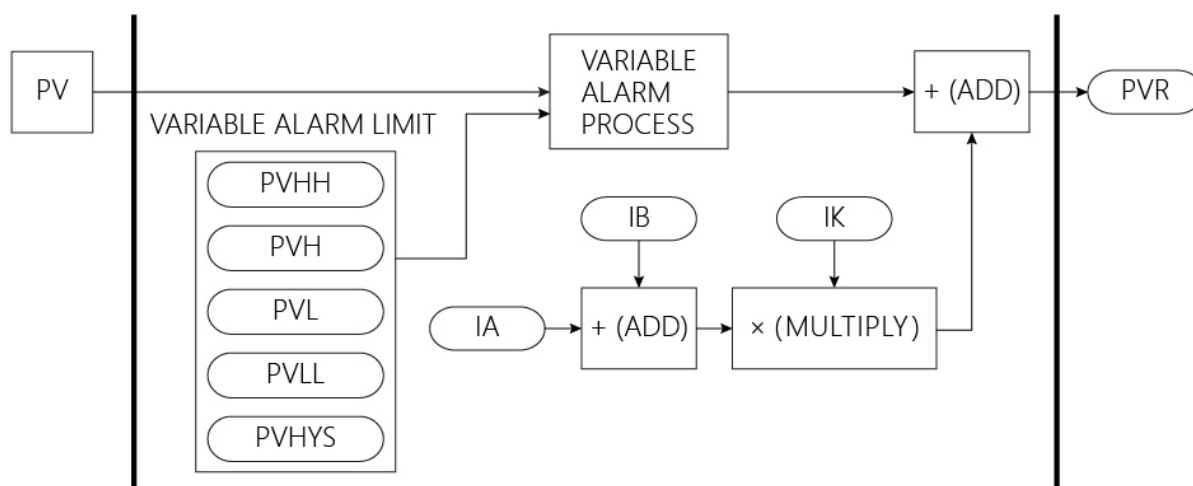 PV
VARIABLE
ALARM
PROCESS
+ (ADD)
PVR
VARIABLE ALARM LIMIT
PVHH
PVH
PVL
PVLL
PVHYS
IB
IK
IA
+ (ADD)
× (MULTIPLY)